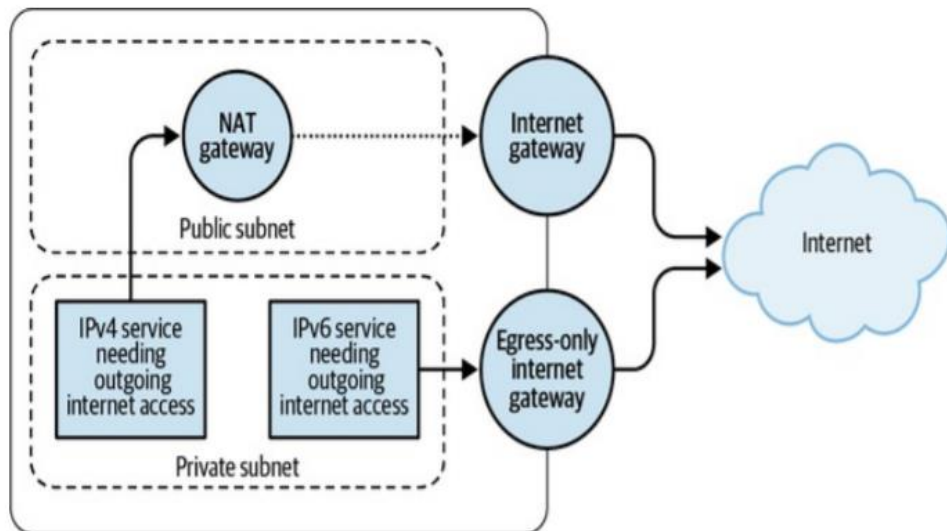 NAT
gateway
Internet
gateway
Internet
Public subnet
IPv4 service
needing
outgoing
internet access
IPv6 service
needing
outgoing
internet access
Egress-only
internet
gateway
Private subnet